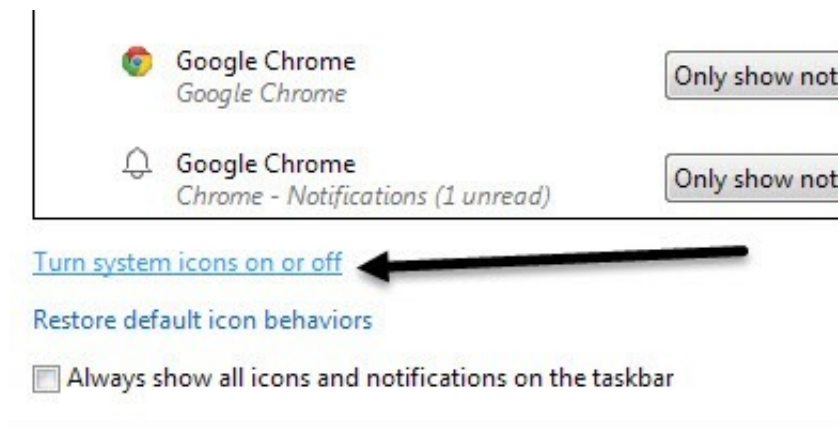 Google Chrome
Google Chrome
Only show not
Google Chrome
Chrome - Notifications (1 unread)
Only show not
Turn system icons on or off
Restore default icon behaviors
Always show all icons and notifications on the taskbar